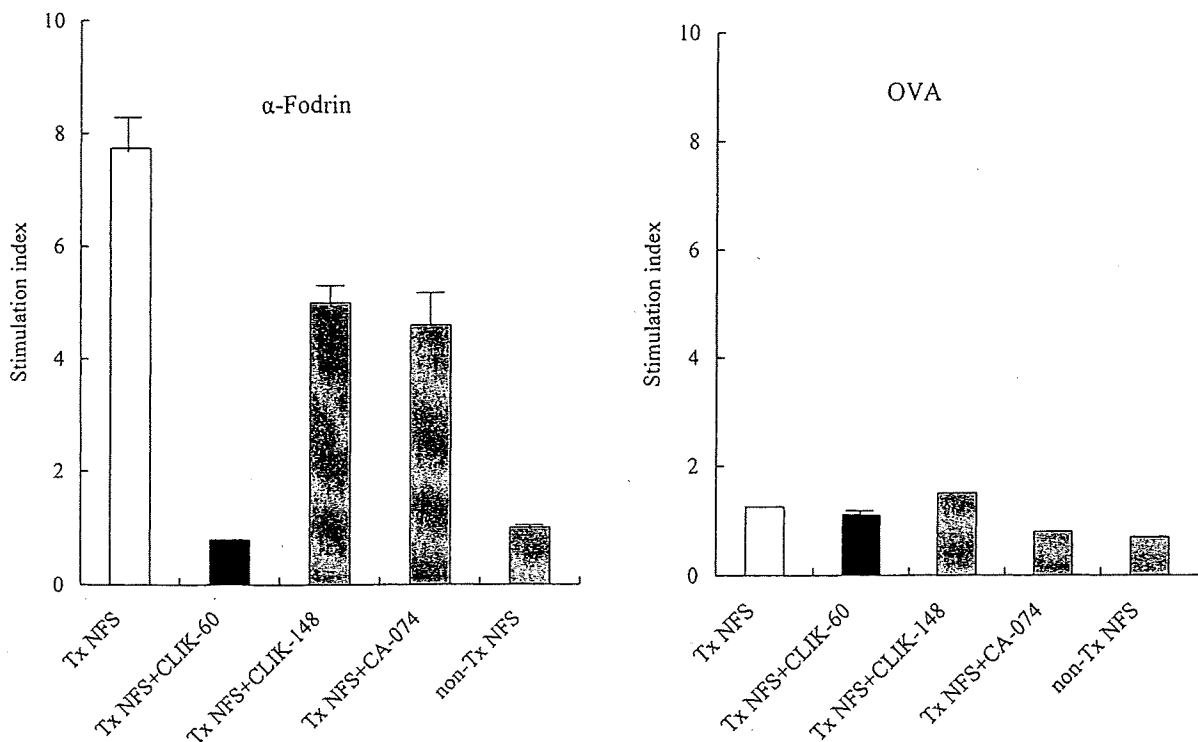 α-Fodrin
Stimulation index
10
8
6
4
2
0
Tx NFS
Tx NFS+CLIK-60
Tx NFS+CLIK-148
Tx NFS+CA-074
non-Tx NFS
OVA
Stimulation index
10
8
6
4
2
0
Tx NFS
Tx NFS+CLIK-60
Tx NFS+CLIK-148
Tx NFS+CA-074
non-Tx NFS